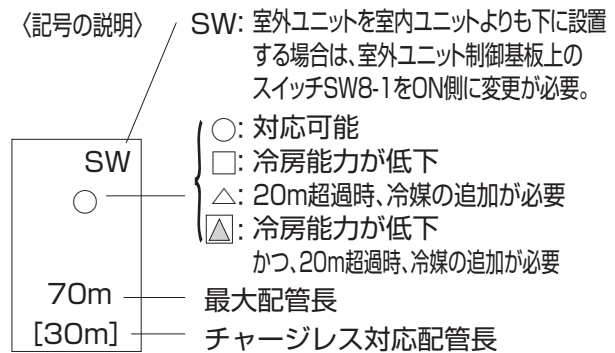 〈記号の説明〉
SW: 室外ユニットを室内ユニットよりも下に設置
する場合は、室外ユニット制御基板上の
スイッチSW8-1をON側に変更が必要。
○: 対応可能
□: 冷房能力が低下
△: 20m超過時、冷媒の追加が必要
: 冷房能力が低下
かつ、20m超過時、冷媒の追加が必要
SW
○
70m
最大配管長
[30m]
チャージレス対応配管長